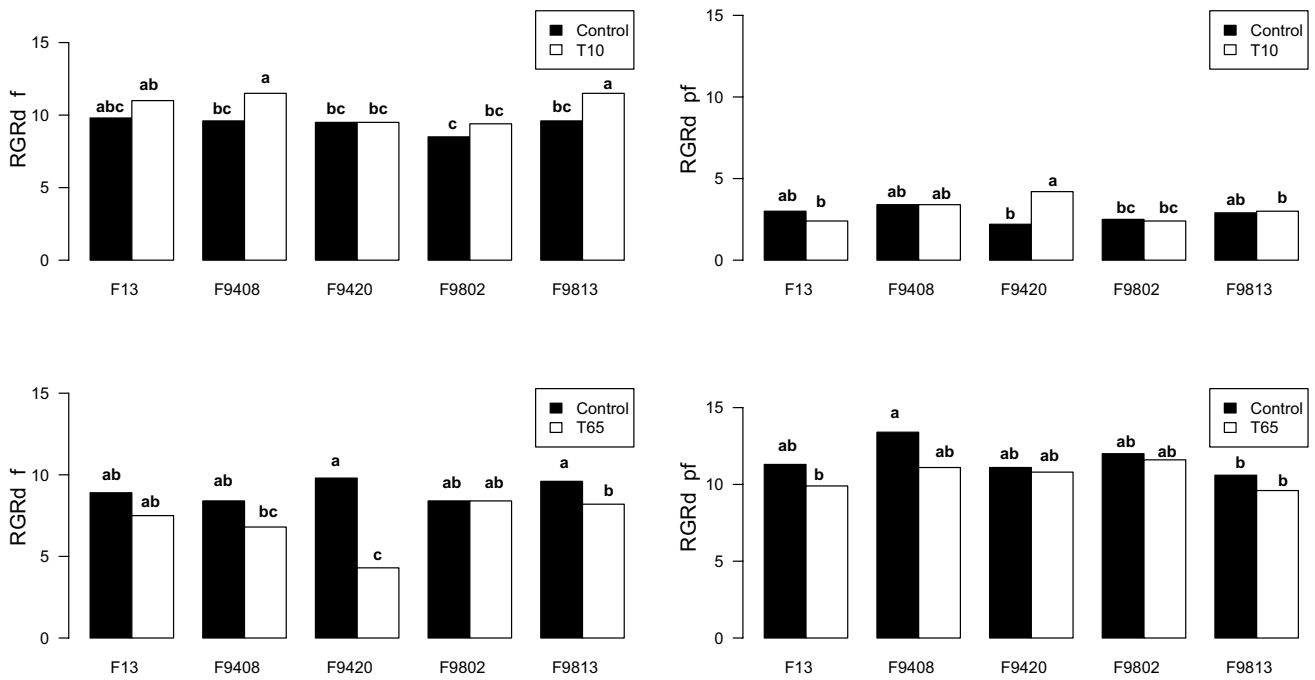 RGRd f
15
10
5
0
Control
T10
abc ab bc a bc bc c bc bc a
F13 F9408 F9420 F9802 F9813
RGRd pf
15
10
5
0
Control
T10
ab b ab ab b a bc bc ab b
F13 F9408 F9420 F9802 F9813
RGRd f
15
10
5
0
Control
T65
ab ab ab bc a c ab ab a b
F13 F9408 F9420 F9802 F9813
RGRd pf
15
10
5
0
Control
T65
ab b a ab ab ab ab ab b b
F13 F9408 F9420 F9802 F9813